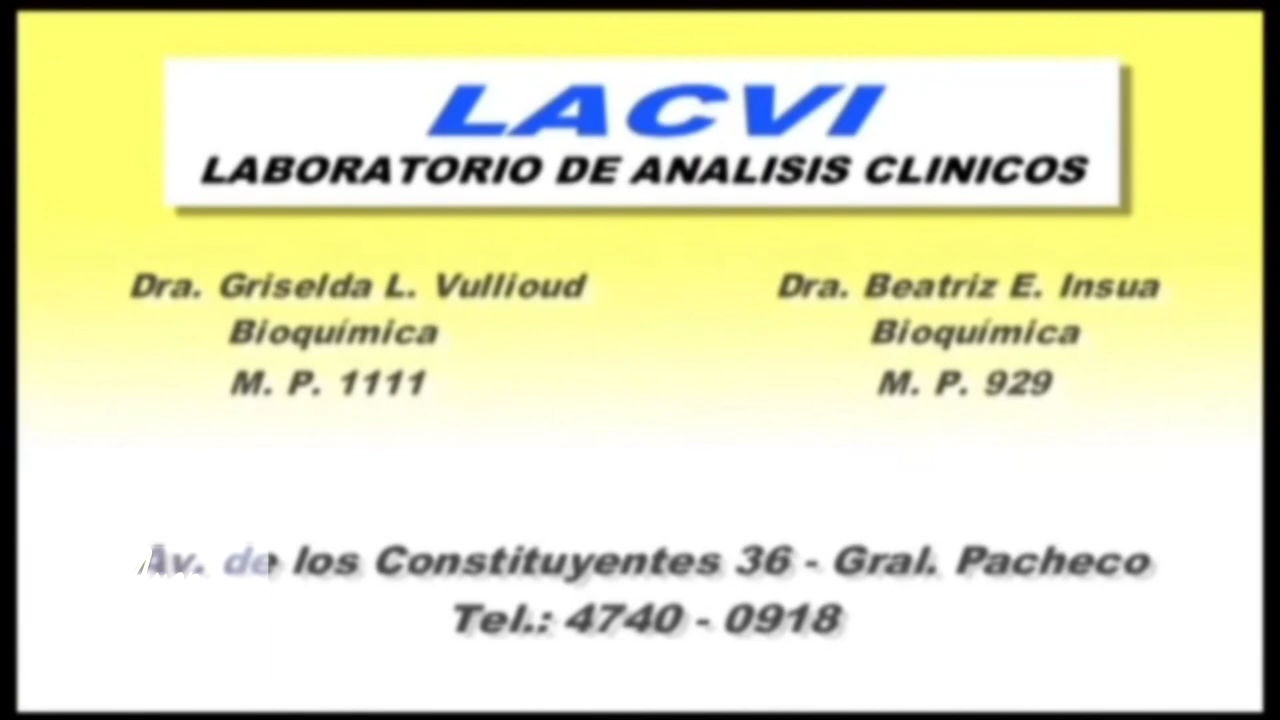 LACVI
LABORATORIO DE ANALISIS CLINICOS
Dra. Griselda L. Vullioud
Bioquímica
M. P. 1111
Dra. Beatriz E. Insua
Bioquímica
M. P. 929
Av. de los Constituyentes 36 - Gral. Pacheco
Tel.: 4740 - 0918